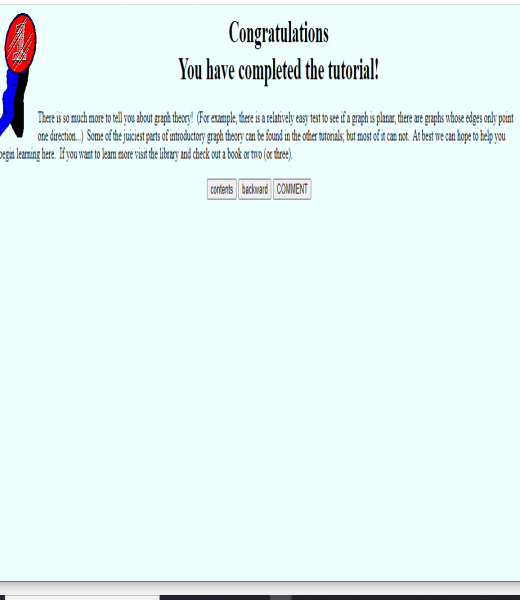 Congratulations
You have completed the tutorial!
1
There is so much more to tell you about graph theory! (For example, there is a relatively easy test to see if a graph is planar, there are graphs whose edges only point
one direction...) Some of the juiciest parts of introductory graph theory can be found in the other tutorials; but most of it can not. At best we can hope to help you
begin learning here. If you want to learn more visit the library and check out a book or two (or three).
contents backward COMMENT